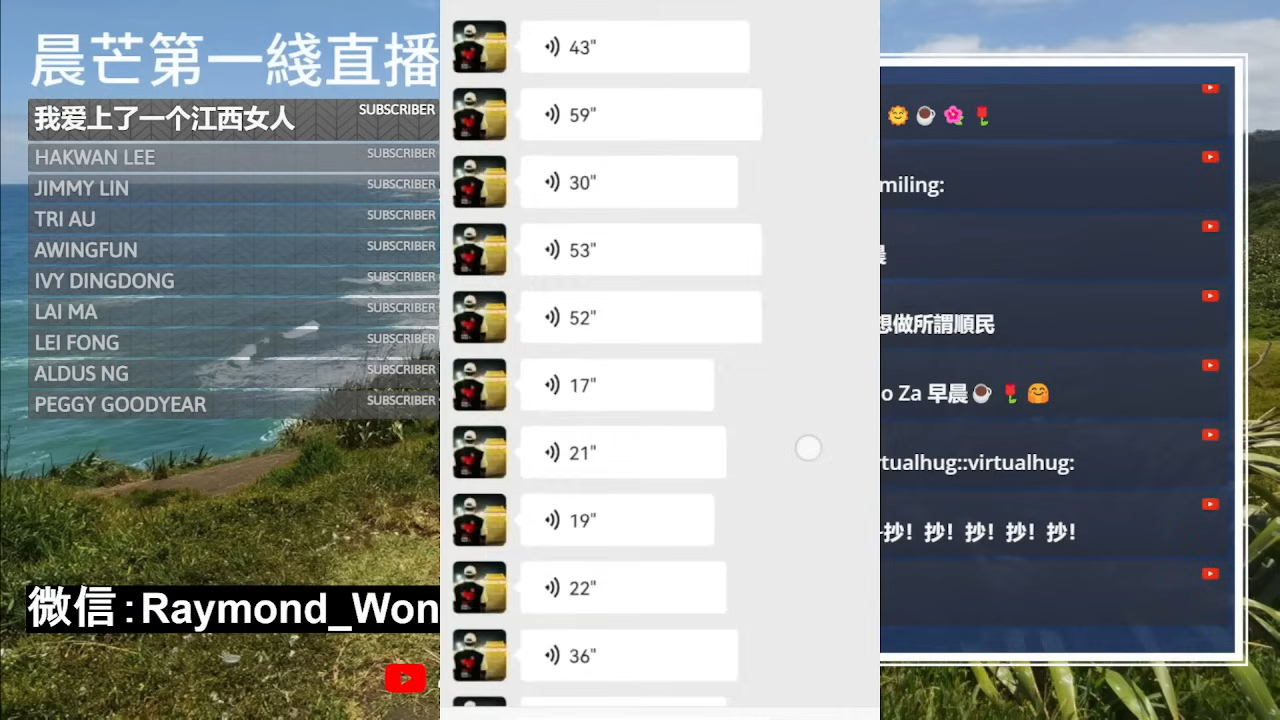 晨芒第一綫直播
我爱上了一个江西女人 SUBSCRIBER
HAKWAN LEE SUBSCRIBER
JIMMY LIN SUBSCRIBER
TRI AU SUBSCRIBER
AWINGFUN SUBSCRIBER
IVY DINGDONG SUBSCRIBER
LAI MA SUBSCRIBER
LEI FONG SUBSCRIBER
ALDUS NG SUBSCRIBER
PEGGY GOODYEAR SUBSCRIBER
微信:Raymond_Won
43"
59"
30"
53"
52"
17"
21"
19"
22"
36"
miling:
想做所謂順民
o Za 早晨
rtualhug::virtualhug:
抄! 抄! 抄! 抄! 抄!